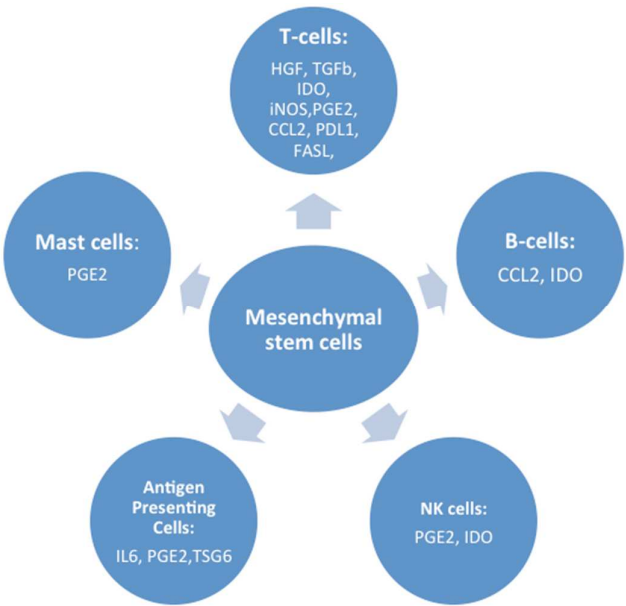 T-cells:
HGF, TGFb,
IDO,
iNOS,PGE2,
CCL2, PDL1,
FASL,
Mast cells:
PGE2
B-cells:
CCL2, IDO
Mesenchymal
stem cells
Antigen
Presenting
Cells:
IL6, PGE2,TSG6
NK cells:
PGE2, IDO